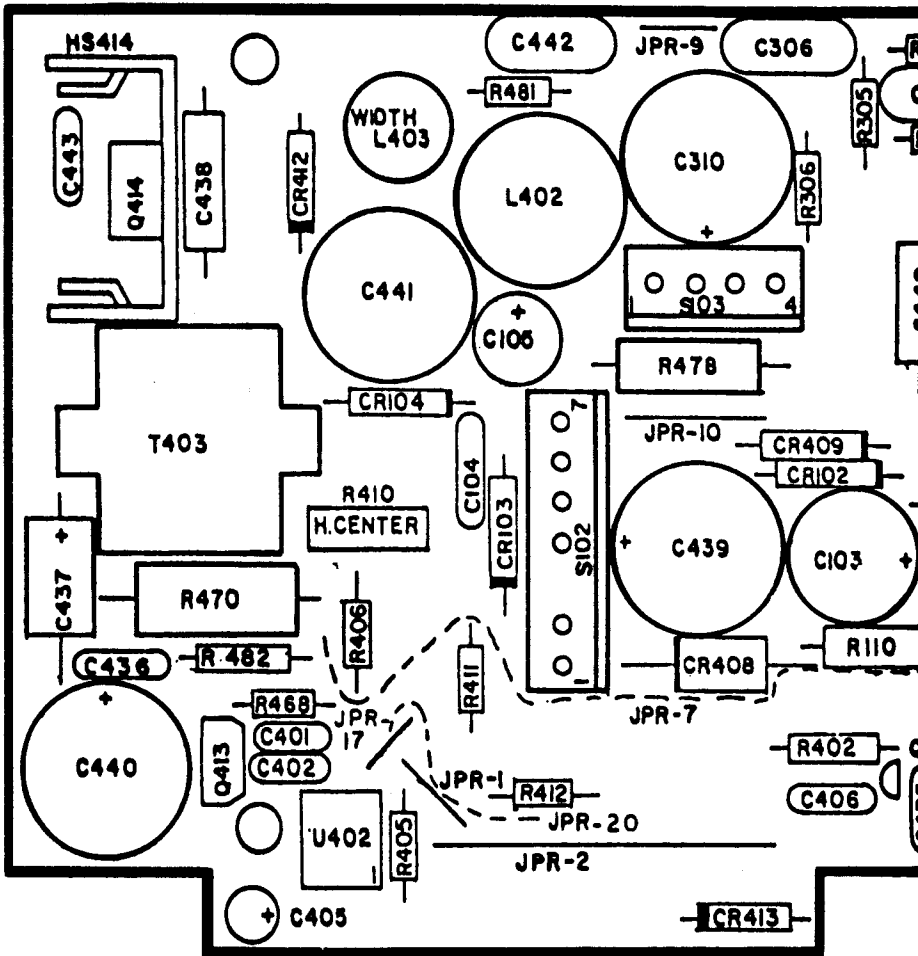 HS414
C442
JPR-9
C306
R481
R305
WIDTH
L403
C443
Q414
C438
CR412
L402
C310
+
R306
C441
1 S103 4
+
C105
R478
CR104
7
JPR-10
T403
CR409
C104
CR102
R410
H.CENTER
CR103
S102
+
C437
+
C439
C103
+
R470
R406
R110
C436
R 482
R411
CR408
1
+
R468
JPR-
17
JPR-7
C401
C440
Q413
C402
R402
JPR-1
R412
C406
U402
1
R405
JPR-20
JPR-2
+
C405
CR413